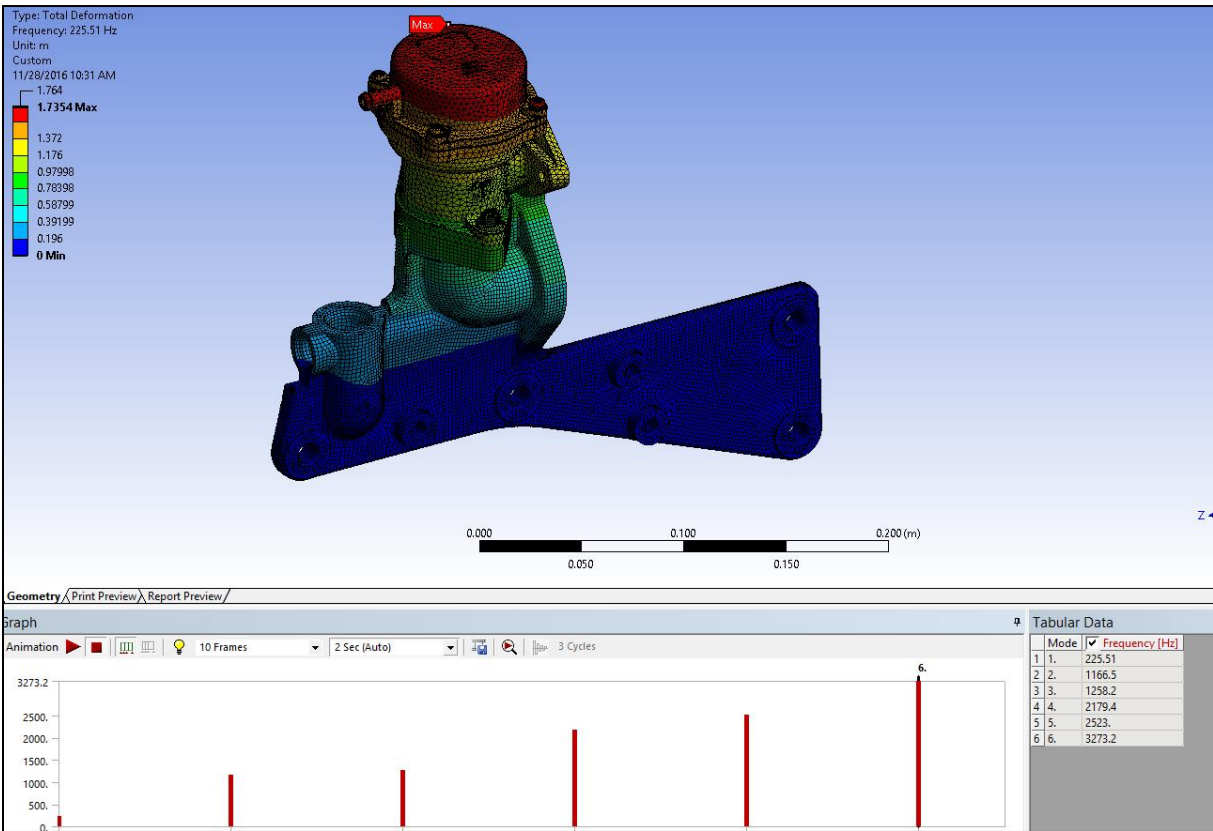 Type: Total Deformation
Frequency: 225.51 Hz
Unit: m
Custom
11/28/2016 10:31 AM
1.764
1.7354 Max
1.372
1.176
0.97998
0.78398
0.58799
0.39199
0.196
0 Min
Max
Z
0.000 0.100 0.200 (m)
0.050 0.150
Geometry Print Preview Report Preview
Graph
Animation 10 Frames 2 Sec (Auto) 3 Cycles
6.
3273.2
2500.
2000.
1500.
1000.
500.
0.
Tabular Data
Mode Frequency [Hz]
1 1. 225.51
2 2. 1166.5
3 3. 1258.2
4 4. 2179.4
5 5. 2523.
6 6. 3273.2